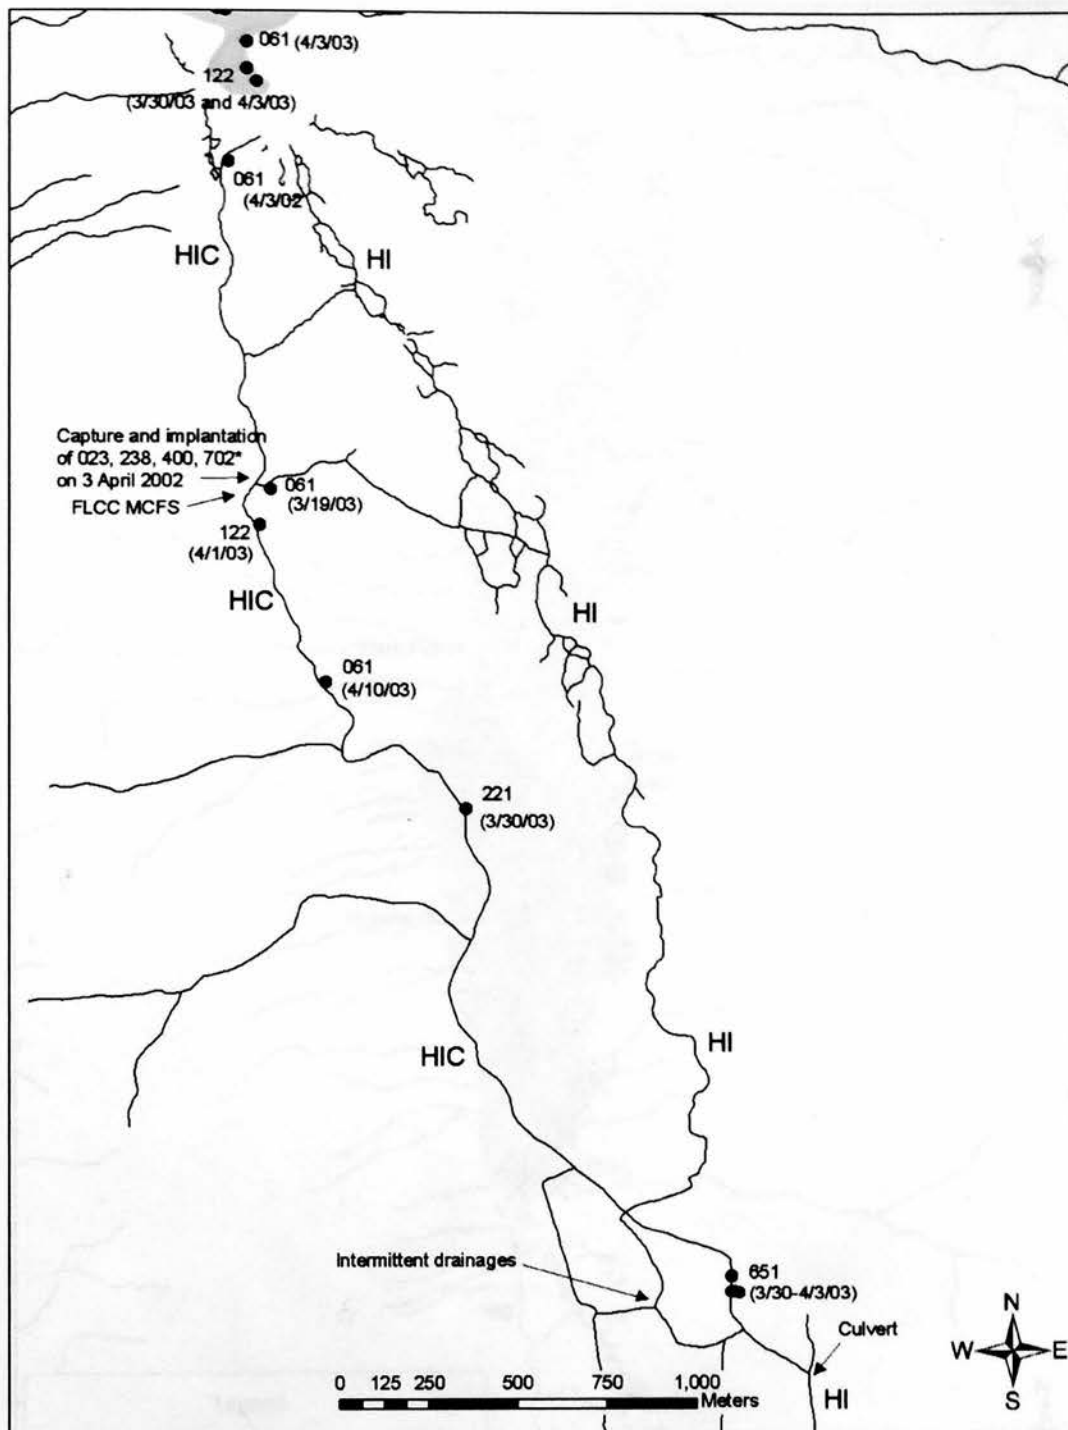 061 (4/3/03)
122
(3/30/03 and 4/3/03)
061
(4/3/02
HIC
HI
Capture and implantation
of 023, 238, 400, 702*
on 3 April 2002
FLCC MCFS
061
(3/19/03)
122
(4/1/03)
HIC
HI
061
(4/10/03)
221
(3/30/03)
HIC
HI
Intermittent drainages
651
(3/30-4/3/03)
Culvert
HI
N
W
E
S
0 125 250 500 750 1,000
Meters